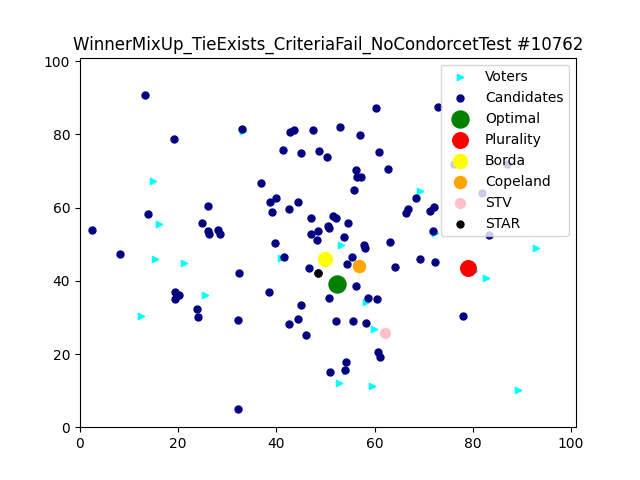 WinnerMixUp_TieExists_CriteriaFail_NoCondorcetTest #10762
100
80
60
40
20
0
0
20
40
60
80
100
Voters
Candidates
Optimal
Plurality
Borda
Copeland
STV
STAR